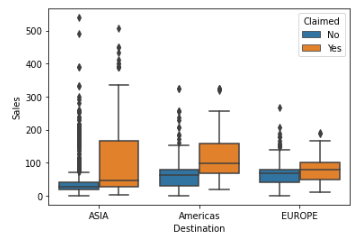 Claimed
No
Yes
500
400
300
200
100
0
Sales
ASIA
Americas
EUROPE
Destination